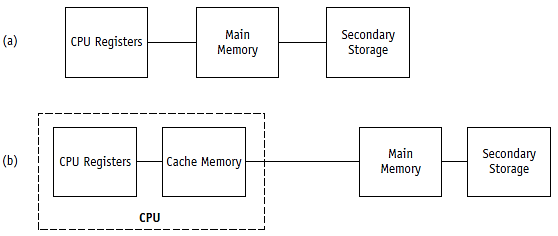 (a)
CPU Registers
Main
Memory
Secondary
Storage
(b)
CPU Registers
Cache Memory
Main
Memory
Secondary
Storage
CPU